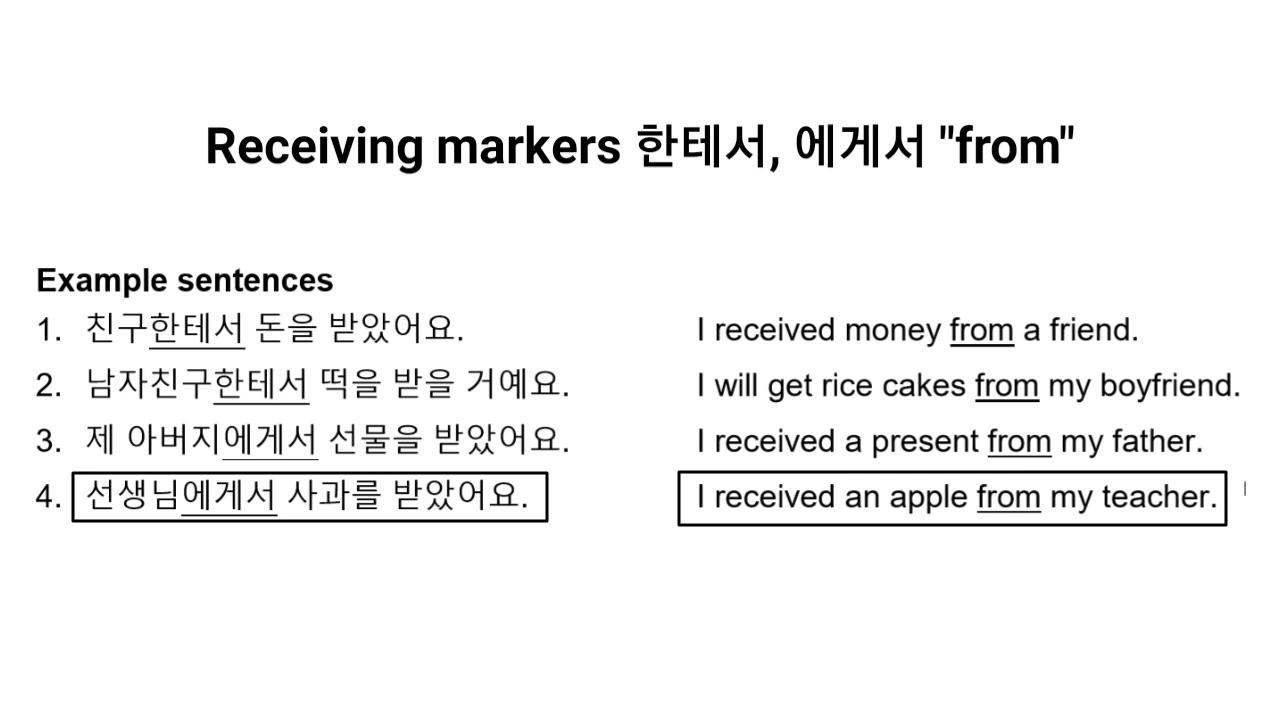 Receiving markers 한테서, 에게서 "from"
Example sentences
1. 친구한테서 돈을 받았어요. I received money from a friend.
2. 남자친구한테서 떡을 받을 거예요. I will get rice cakes from my boyfriend.
3. 제 아버지에게서 선물을 받았어요. I received a present from my father.
4. 선생님에게서 사과를 받았어요. I received an apple from my teacher.